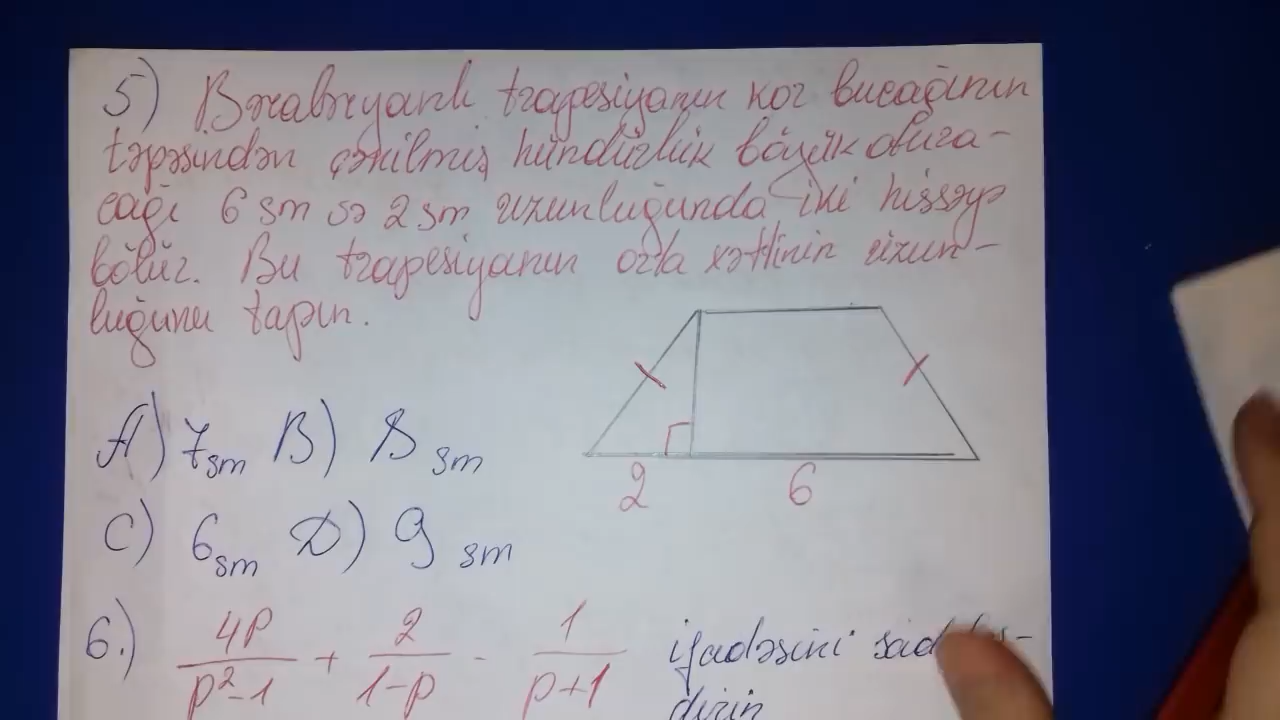 5) Bərabəryanlı trapesiyanın kor bucağının
təpəsindən çəkilmiş hündürlük böyük otura-
cağı 6 sm və 2 sm uzunluğunda iki hissəyə
bölür. Bu trapesiyanın orta xəttinin uzun-
luğunu tapın.
A) 7 sm B) 8 sm
C) 6 sm D) 9 sm
2 6
6.) 4p/(p²-1) + 2/(1-p) - 1/(p+1) ifadəsini
dirin